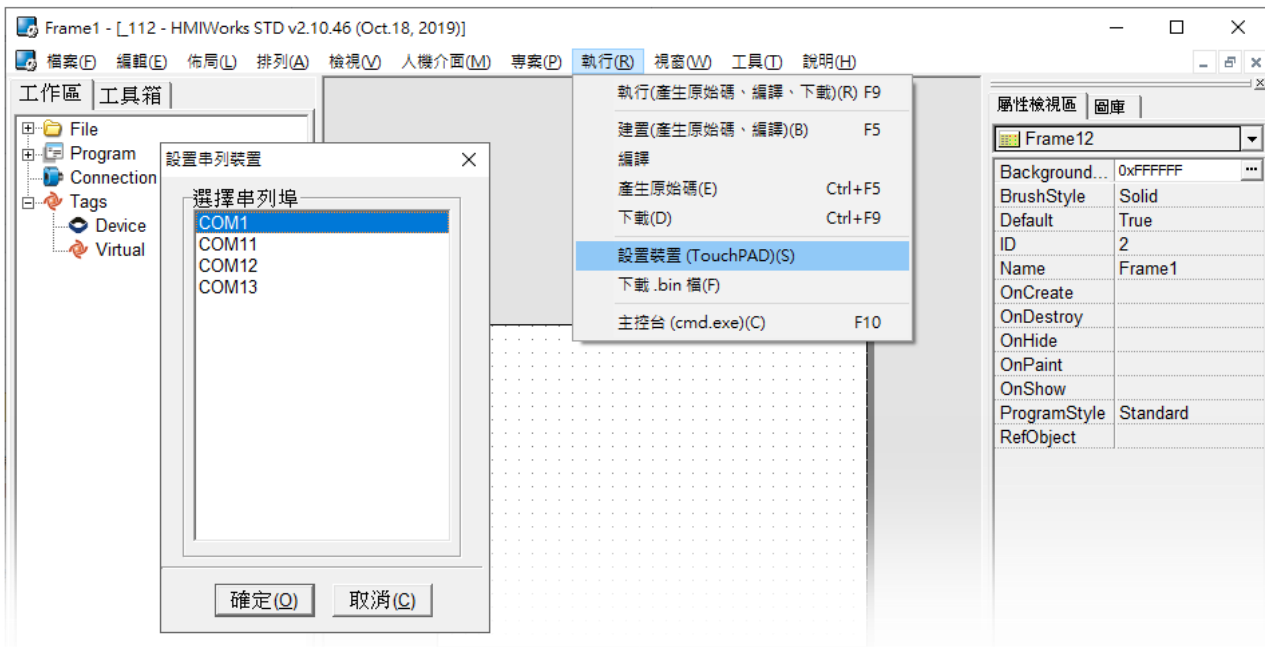 Frame1 - [_112 - HMIWorks STD v2.10.46 (Oct.18, 2019)]
檔案(F) 編輯(E) 佈局(L) 排列(A) 檢視(V) 人機介面(M) 專案(P) 執行(R) 視窗(W) 工具(T) 說明(H)
工作區 工具箱
File
Program
Connection
Tags
Device
Virtual
設置串列裝置
選擇串列埠
COM1
COM11
COM12
COM13
確定(O) 取消(C)
執行(產生原始碼、編譯、下載)(R) F9
建置(產生原始碼、編譯)(B) F5
編譯
產生原始碼(E) Ctrl+F5
下載(D) Ctrl+F9
設置裝置 (TouchPAD)(S)
下載 .bin 檔(F)
主控台 (cmd.exe)(C) F10
屬性檢視區 圖庫
Frame12
Background... 0xFFFFFF ...
BrushStyle Solid
Default True
ID 2
Name Frame1
OnCreate
OnDestroy
OnHide
OnPaint
OnShow
ProgramStyle Standard
RefObject